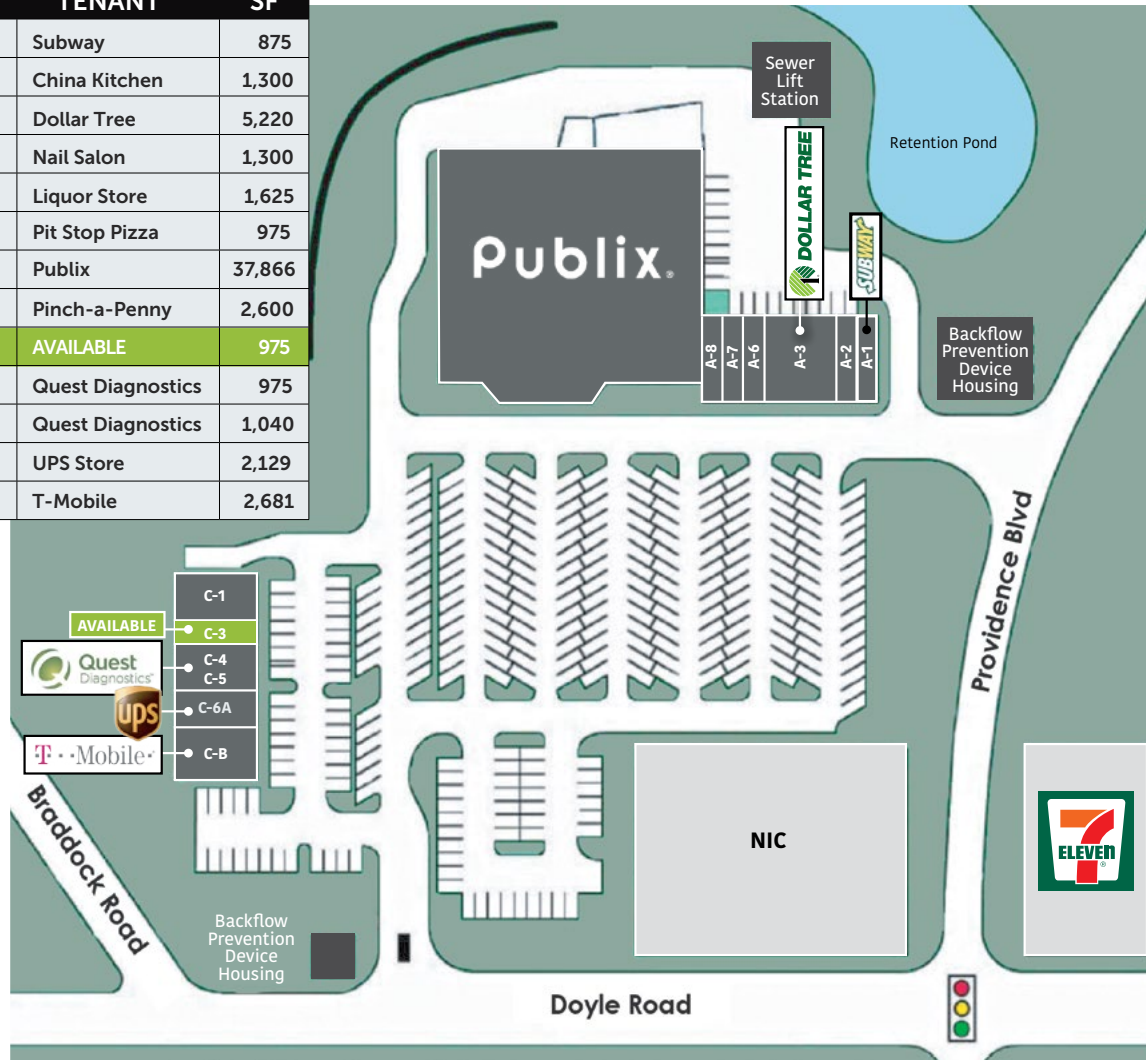 TENANT SF
Subway 875
China Kitchen 1,300
Dollar Tree 5,220
Nail Salon 1,300
Liquor Store 1,625
Pit Stop Pizza 975
Publix 37,866
Pinch-a-Penny 2,600
AVAILABLE 975
Quest Diagnostics 975
Quest Diagnostics 1,040
UPS Store 2,129
T-Mobile 2,681
Sewer
Lift
Station
Retention Pond
DOLLAR TREE
SUBWAY
Publix®
A-8
A-7
A-6
A-3
A-2
A-1
Backflow
Prevention
Device
Housing
Providence Blvd
C-1
AVAILABLE
C-3
Quest
Diagnostics
C-4
C-5
ups
C-6A
T··Mobile·
C-B
Braddock Road
NIC
7
ELEVEn
®
Backflow
Prevention
Device
Housing
Doyle Road